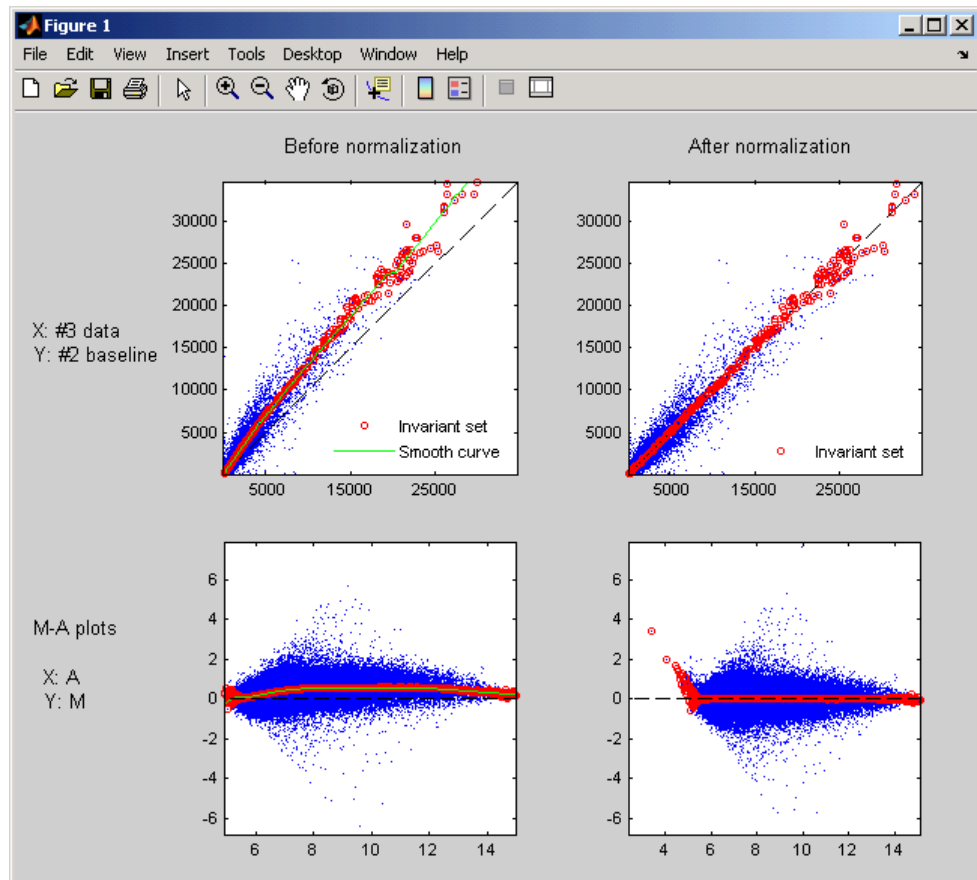 Figure 1
File Edit View Insert Tools Desktop Window Help
Before normalization
After normalization
X: #3 data
Y: #2 baseline
30000
25000
20000
15000
10000
5000
5000 15000 25000
Invariant set
Smooth curve
30000
25000
20000
15000
10000
5000
5000 15000 25000
Invariant set
M-A plots
X: A
Y: M
6
4
2
0
-2
-4
-6
6 8 10 12 14
6
4
2
0
-2
-4
-6
4 6 8 10 12 14